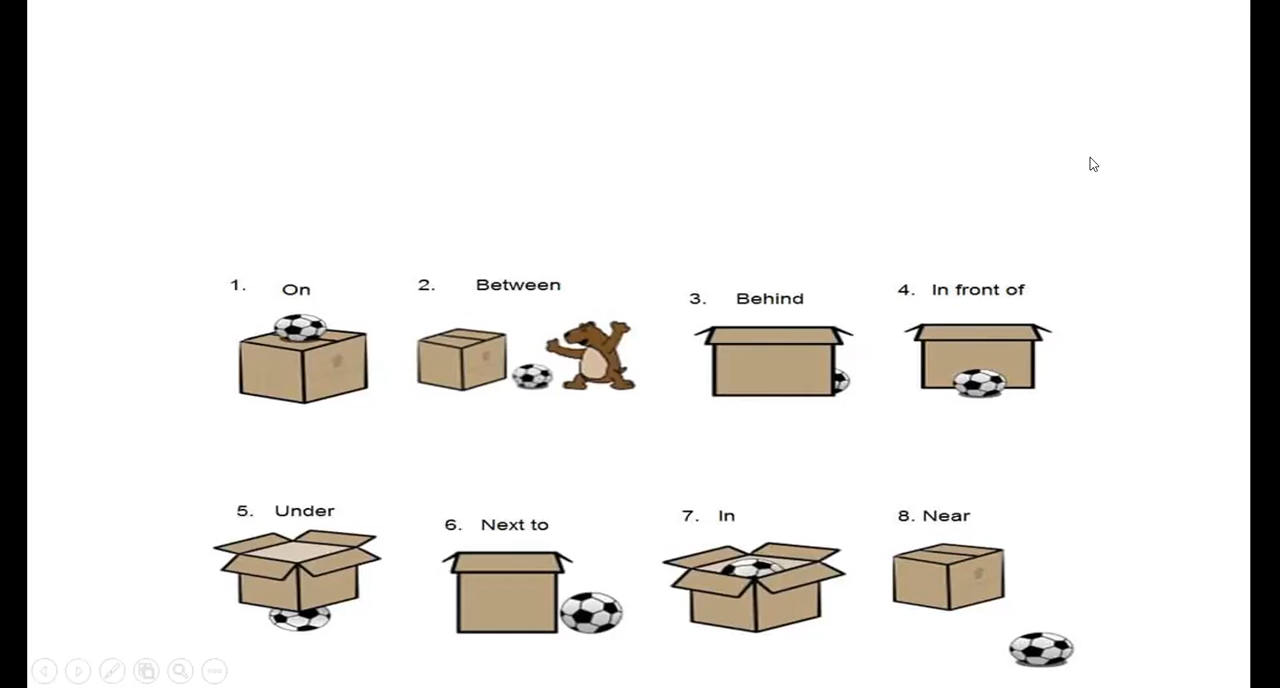 1. On
2. Between
3. Behind
4. In front of
5. Under
6. Next to
7. In
8. Near